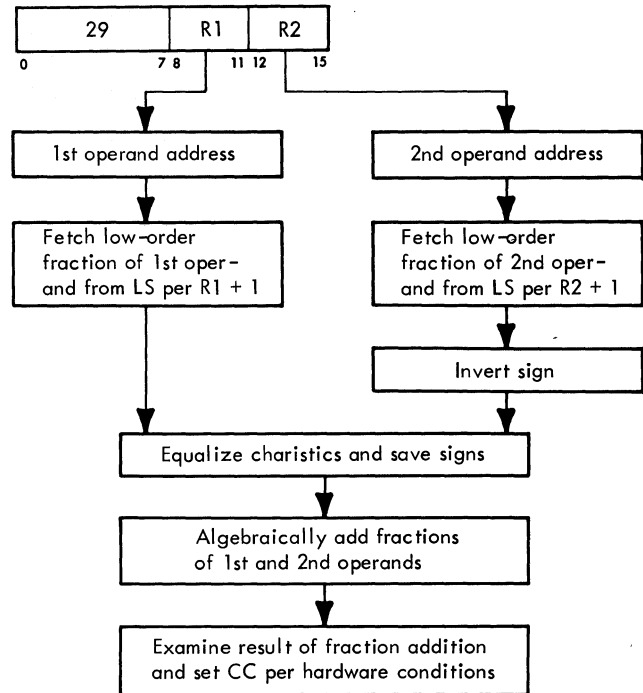 29 R1 R2
0 7 8 11 12 15
1st operand address
2nd operand address
Fetch low-order
fraction of 1st oper-
and from LS per R1 + 1
Fetch low-order
fraction of 2nd oper-
and from LS per R2 + 1
Invert sign
Equalize charistics and save signs
Algebraically add fractions
of 1st and 2nd operands
Examine result of fraction addition
and set CC per hardware conditions